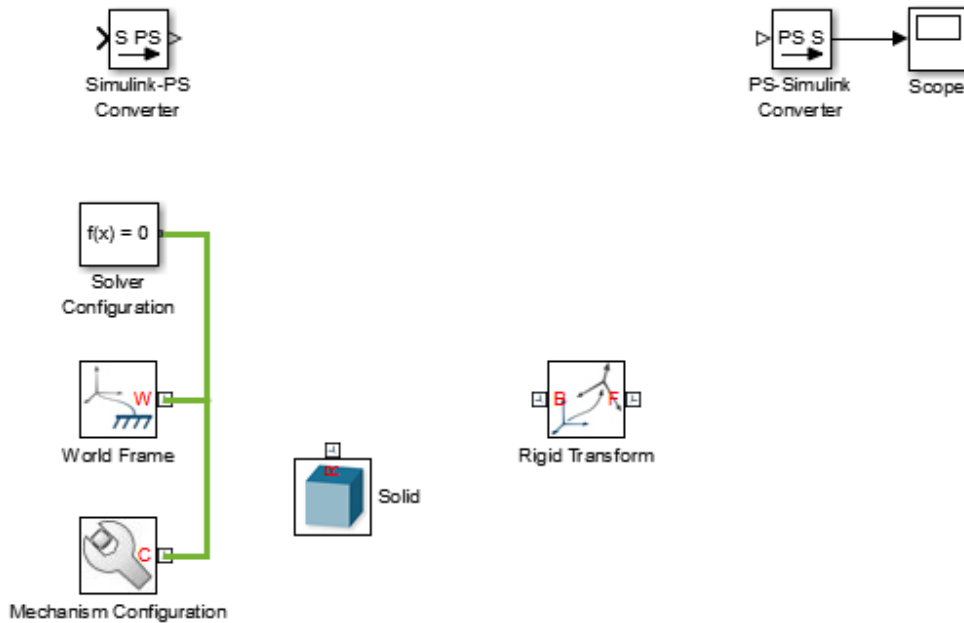 S PS
Simulink-PS
Converter
PS S
PS-Simulink
Converter
Scope
f(x) = 0
Solver
Configuration
W
World Frame
R
Solid
B
F
Rigid Transform
C
Mechanism Configuration